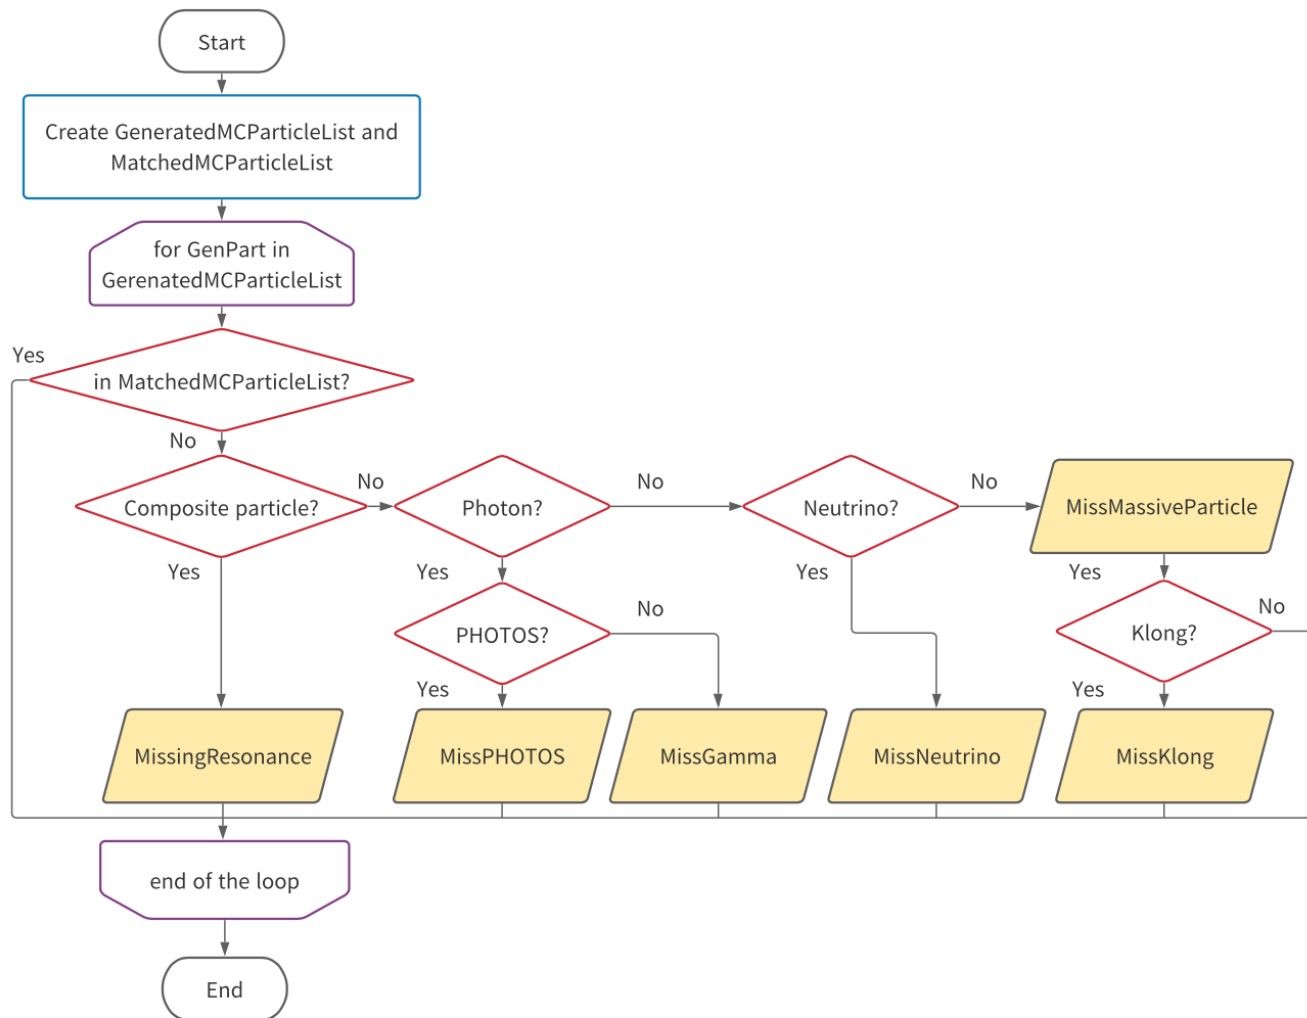 Start
Create GeneratedMCParticleList and
MatchedMCParticleList
for GenPart in
GerenatedMCParticleList
Yes
in MatchedMCParticleList?
No
Composite particle?
No
Photon?
No
Neutrino?
No
MissMassiveParticle
Yes
Yes
Yes
Yes
PHOTOS?
No
Klong?
No
Yes
Yes
MissingResonance
MissPHOTOS
MissGamma
MissNeutrino
MissKlong
end of the loop
End